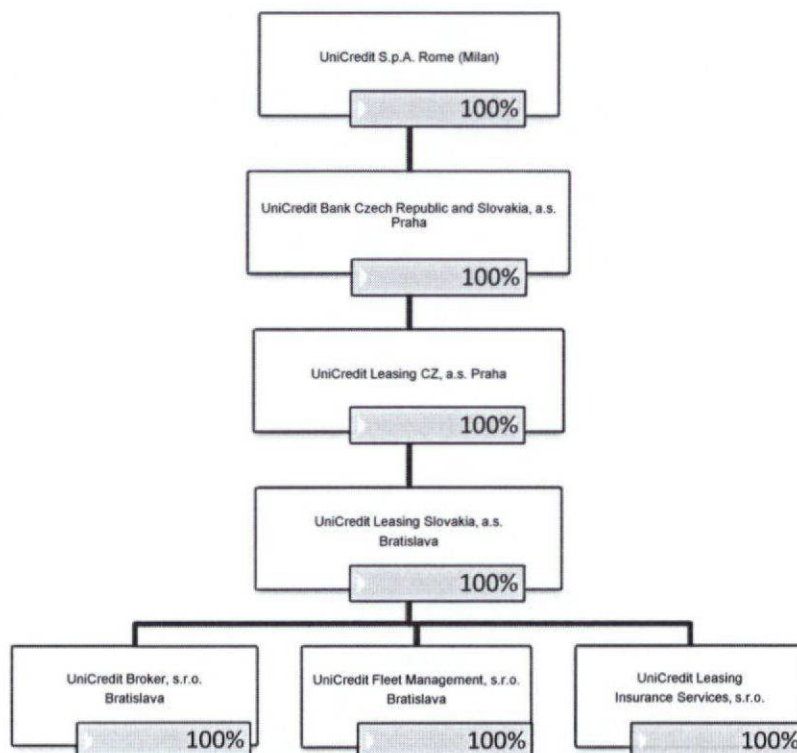 UniCredit S.p.A. Rome (Milan)
100%
UniCredit Bank Czech Republic and Slovakia, a.s.
Praha
100%
UniCredit Leasing CZ, a.s. Praha
100%
UniCredit Leasing Slovakia, a.s.
Bratislava
100%
UniCredit Broker, s.r.o.
Bratislava
100%
UniCredit Fleet Management, s.r.o.
Bratislava
100%
UniCredit Leasing
Insurance Services, s.r.o.
100%